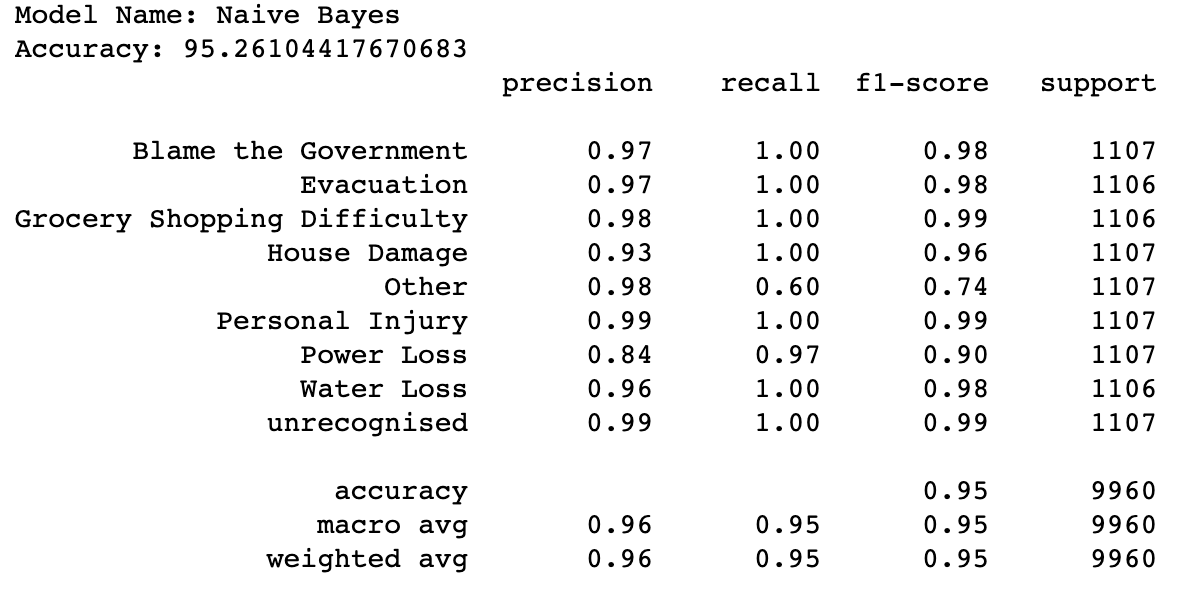 Model Name: Naive Bayes
Accuracy: 95.26104417670683
precision recall f1-score support
Blame the Government 0.97 1.00 0.98 1107
Evacuation 0.97 1.00 0.98 1106
Grocery Shopping Difficulty 0.98 1.00 0.99 1106
House Damage 0.93 1.00 0.96 1107
Other 0.98 0.60 0.74 1107
Personal Injury 0.99 1.00 0.99 1107
Power Loss 0.84 0.97 0.90 1107
Water Loss 0.96 1.00 0.98 1106
unrecognised 0.99 1.00 0.99 1107
accuracy 0.95 9960
macro avg 0.96 0.95 0.95 9960
weighted avg 0.96 0.95 0.95 9960